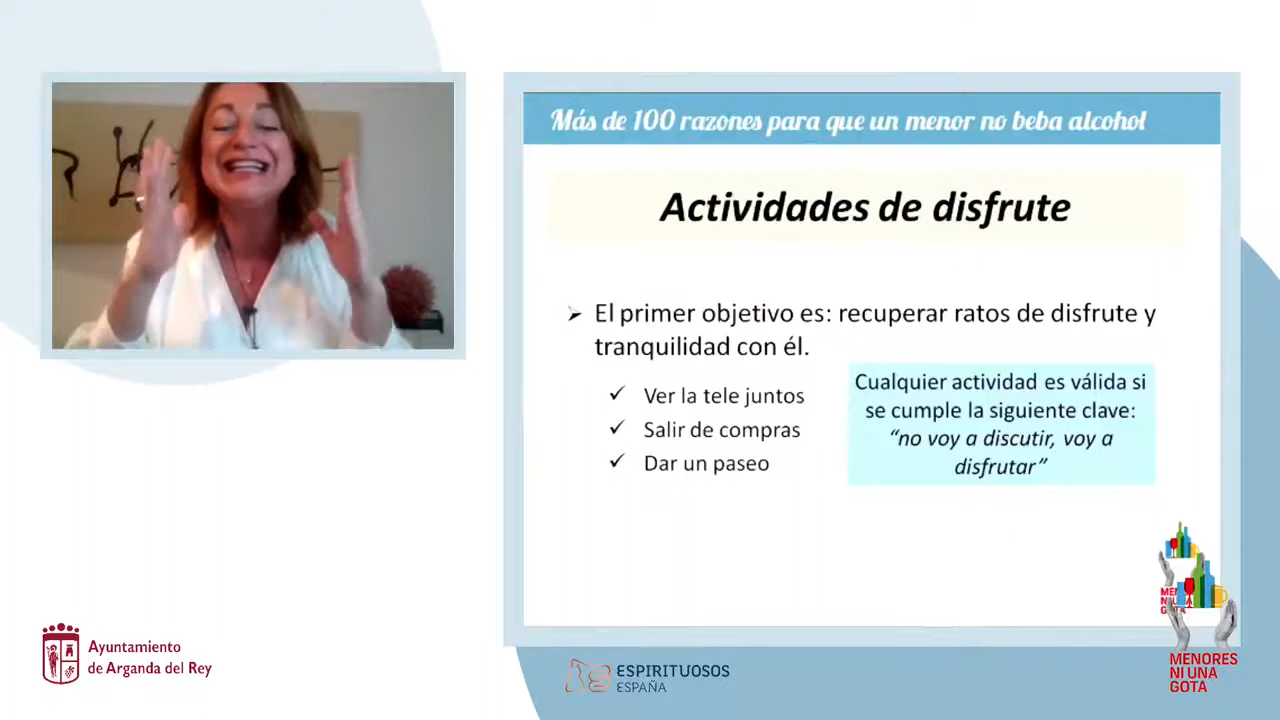 Más de 100 razones para que un menor no beba alcohol
Actividades de disfrute
El primer objetivo es: recuperar ratos de disfrute y
tranquilidad con él.
Ver la tele juntos
Salir de compras
Dar un paseo
Cualquier actividad es válida si
se cumple la siguiente clave:
“no voy a discutir, voy a
disfrutar”
Ayuntamiento
de Arganda del Rey
ESPIRITUOSOS
ESPAÑA
MENORES
NI UNA
GOTA